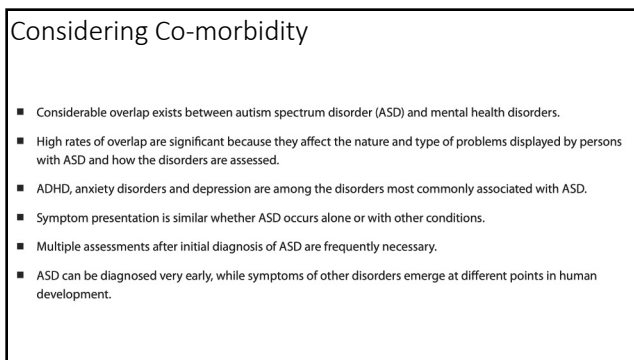 Considering Co-morbidity
■ Considerable overlap exists between autism spectrum disorder (ASD) and mental health disorders.
■ High rates of overlap are significant because they affect the nature and type of problems displayed by persons
with ASD and how the disorders are assessed.
■ ADHD, anxiety disorders and depression are among the disorders most commonly associated with ASD.
■ Symptom presentation is similar whether ASD occurs alone or with other conditions.
■ Multiple assessments after initial diagnosis of ASD are frequently necessary.
■ ASD can be diagnosed very early, while symptoms of other disorders emerge at different points in human
development.